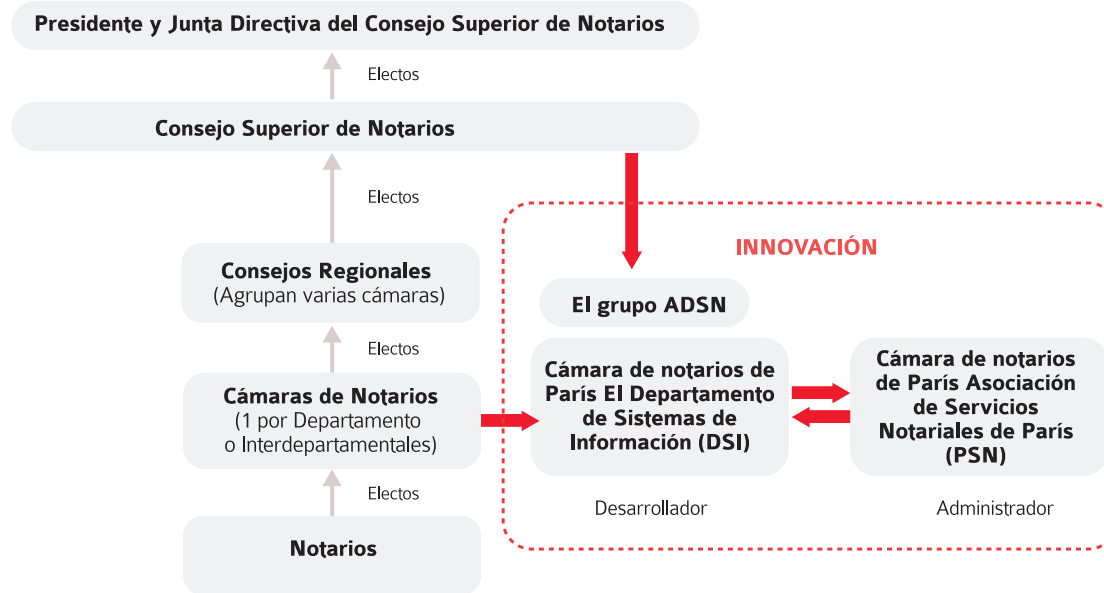 Presidente y Junta Directiva del Consejo Superior de Notarios
Electos
Consejo Superior de Notarios
Electos
INNOVACIÓN
Consejos Regionales
(Agrupan varias cámaras)
El grupo ADSN
Electos
Cámaras de Notarios
(1 por Departamento
o Interdepartamentales)
Cámara de notarios de
París El Departamento
de Sistemas de
Información (DSI)
Cámara de notarios
de París Asociación
de Servicios
Notariales de París
(PSN)
Electos
Desarrollador
Administrador
Notarios